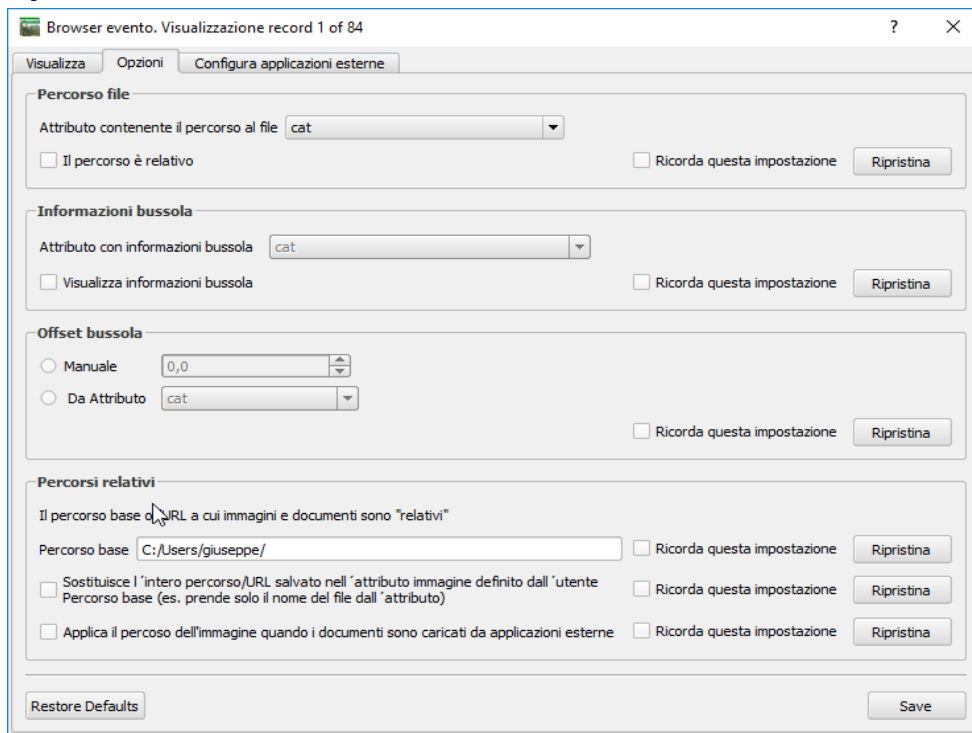 Browser evento. Visualizzazione record 1 of 84
Visualizza Opzioni Configura applicazioni esterne
Percorso file
Attributo contenente il percorso al file cat
Il percorso è relativo Ricorda questa impostazione Ripristina
Informazioni bussola
Attributo con informazioni bussola cat
Visualizza informazioni bussola Ricorda questa impostazione Ripristina
Offset bussola
Manuale 0,0
Da Attributo cat
Ricorda questa impostazione Ripristina
Percorsi relativi
Il percorso base o URL a cui immagini e documenti sono "relativi"
Percorso base C:/Users/giuseppe/ Ricorda questa impostazione Ripristina
Sostituisce l´intero percorso/URL salvato nell´attributo immagine definito dall´utente
Percorso base (es. prende solo il nome del file dall´attributo) Ricorda questa impostazione Ripristina
Applica il percoso dell'immagine quando i documenti sono caricati da applicazioni esterne Ricorda questa impostazione Ripristina
Restore Defaults Save